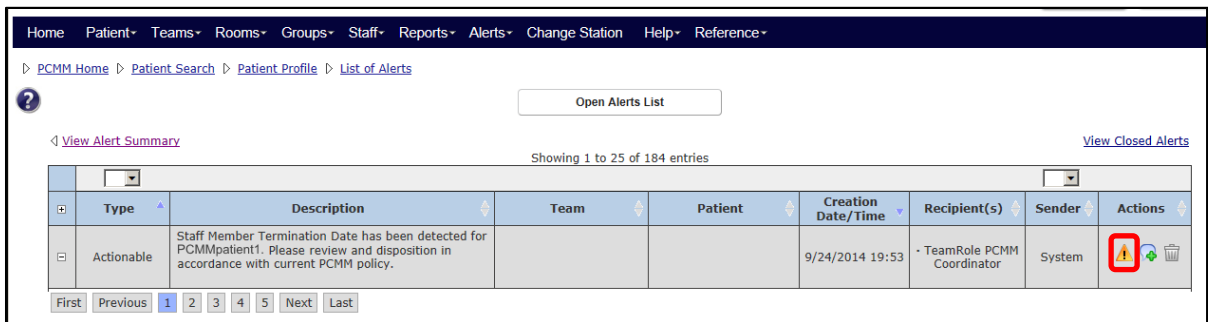 Home Patient Teams Rooms Groups Staff Reports Alerts Change Station Help Reference
PCMM Home Patient Search Patient Profile List of Alerts
?
Open Alerts List
View Alert Summary
View Closed Alerts
Showing 1 to 25 of 184 entries
Type Description Team Patient Creation Date/Time Recipient(s) Sender Actions
Actionable
Staff Member Termination Date has been detected for
PCMMpatient1. Please review and disposition in
accordance with current PCMM policy.
9/24/2014 19:53
· TeamRole PCMM
Coordinator
System
First Previous 1 2 3 4 5 Next Last